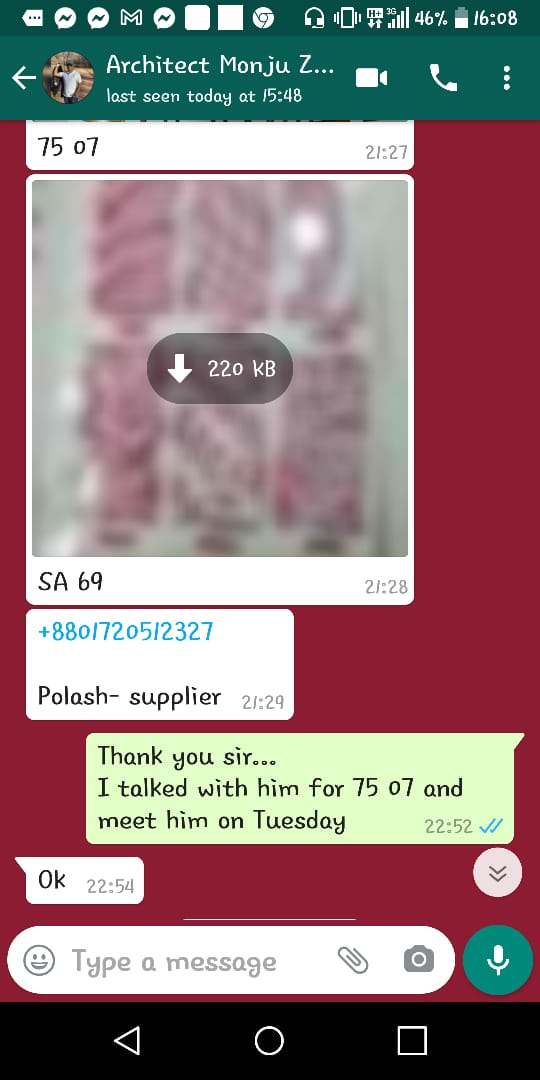 3G 46% 16:08
Architect Monju Z...
last seen today at 15:48
75 07
21:27
220 kB
SA 69
21:28
+8801720512327
Polash- supplier 21:29
Thank you sir...
I talked with him for 75 07 and
meet him on Tuesday 22:52
Ok 22:54
Type a message